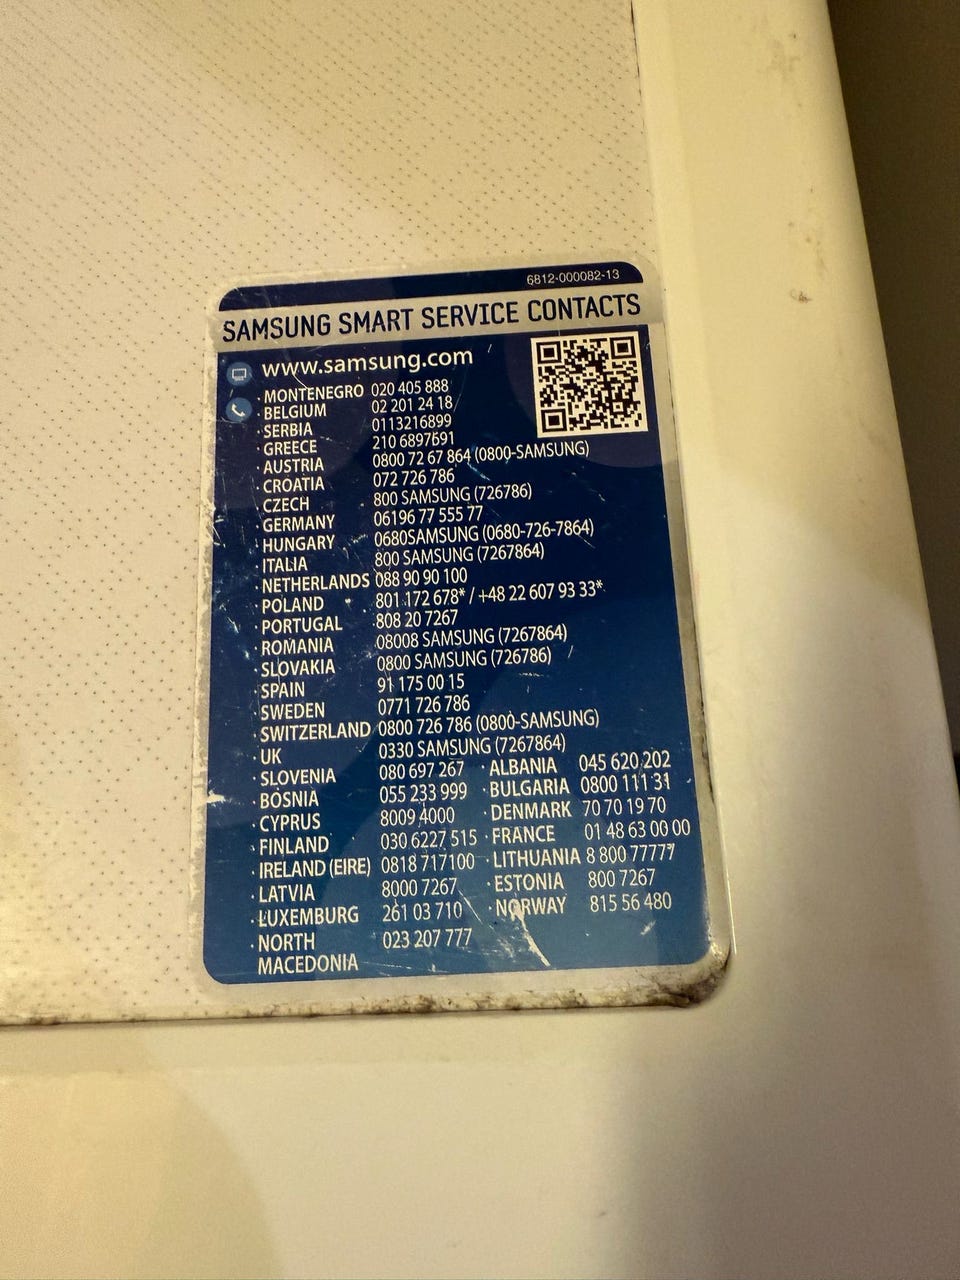 6812-000082-13
SAMSUNG SMART SERVICE CONTACTS
www.samsung.com
· MONTENEGRO 020 405 888
· BELGIUM 02 201 24 18
· SERBIA 0113216899
· GREECE 210 6897691
· AUSTRIA 0800 72 67 864 (0800-SAMSUNG)
· CROATIA 072 726 786
· CZECH 800 SAMSUNG (726786)
· GERMANY 06196 77 555 77
· HUNGARY 0680SAMSUNG (0680-726-7864)
· ITALIA 800 SAMSUNG (7267864)
· NETHERLANDS 088 90 90 100
· POLAND 801 172 678* / +48 22 607 93 33*
· PORTUGAL 808 20 7267
· ROMANIA 08008 SAMSUNG (7267864)
· SLOVAKIA 0800 SAMSUNG (726786)
· SPAIN 91 175 00 15
· SWEDEN 0771 726 786
· SWITZERLAND 0800 726 786 (0800-SAMSUNG)
· UK 0330 SAMSUNG (7267864)
· SLOVENIA 080 697 267 · ALBANIA 045 620 202
· BOSNIA 055 233 999 · BULGARIA 0800 111 31
· CYPRUS 8009 4000 · DENMARK 70 70 19 70
· FINLAND 030 6227 515 · FRANCE 01 48 63 00 00
· IRELAND (EIRE) 0818 717100 · LITHUANIA 8 800 77777
· LATVIA 8000 7267 · ESTONIA 800 7267
· LUXEMBURG 261 03 710 · NORWAY 815 56 480
· NORTH 023 207 777
MACEDONIA